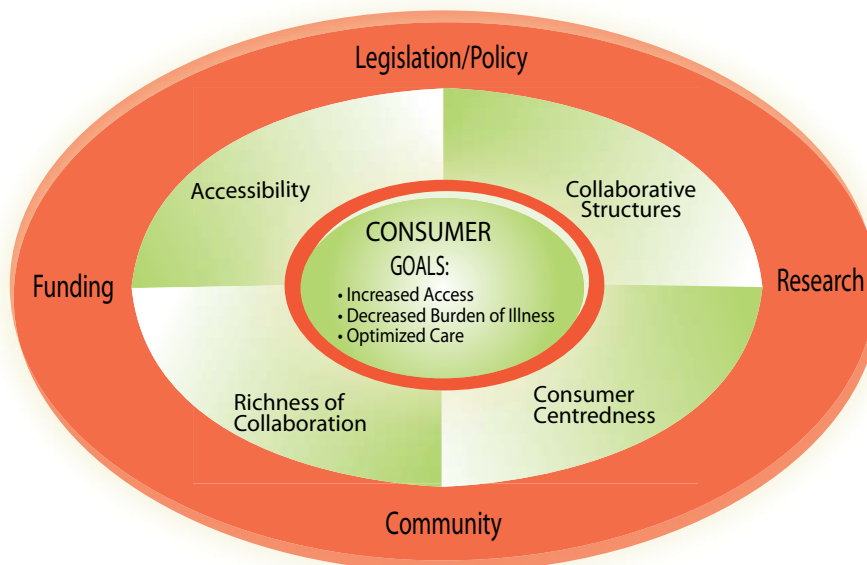 Legislation/Policy
Accessibility
Collaborative
Structures
CONSUMER
GOALS:
• Increased Access
• Decreased Burden of Illness
• Optimized Care
Funding
Research
Richness of
Collaboration
Consumer
Centredness
Community